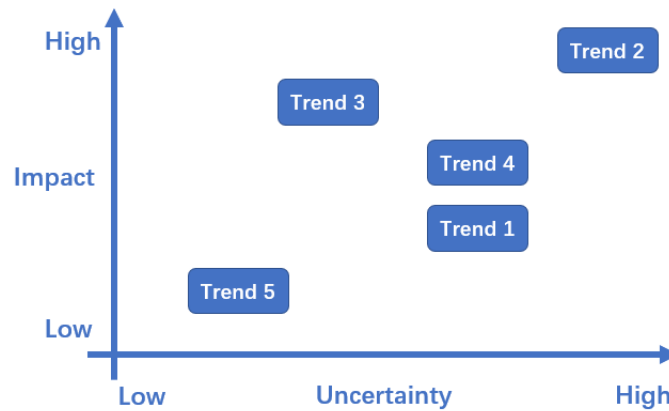 High
Trend 2
Trend 3
Trend 4
Impact
Trend 1
Trend 5
Low
Low
Uncertainty
High